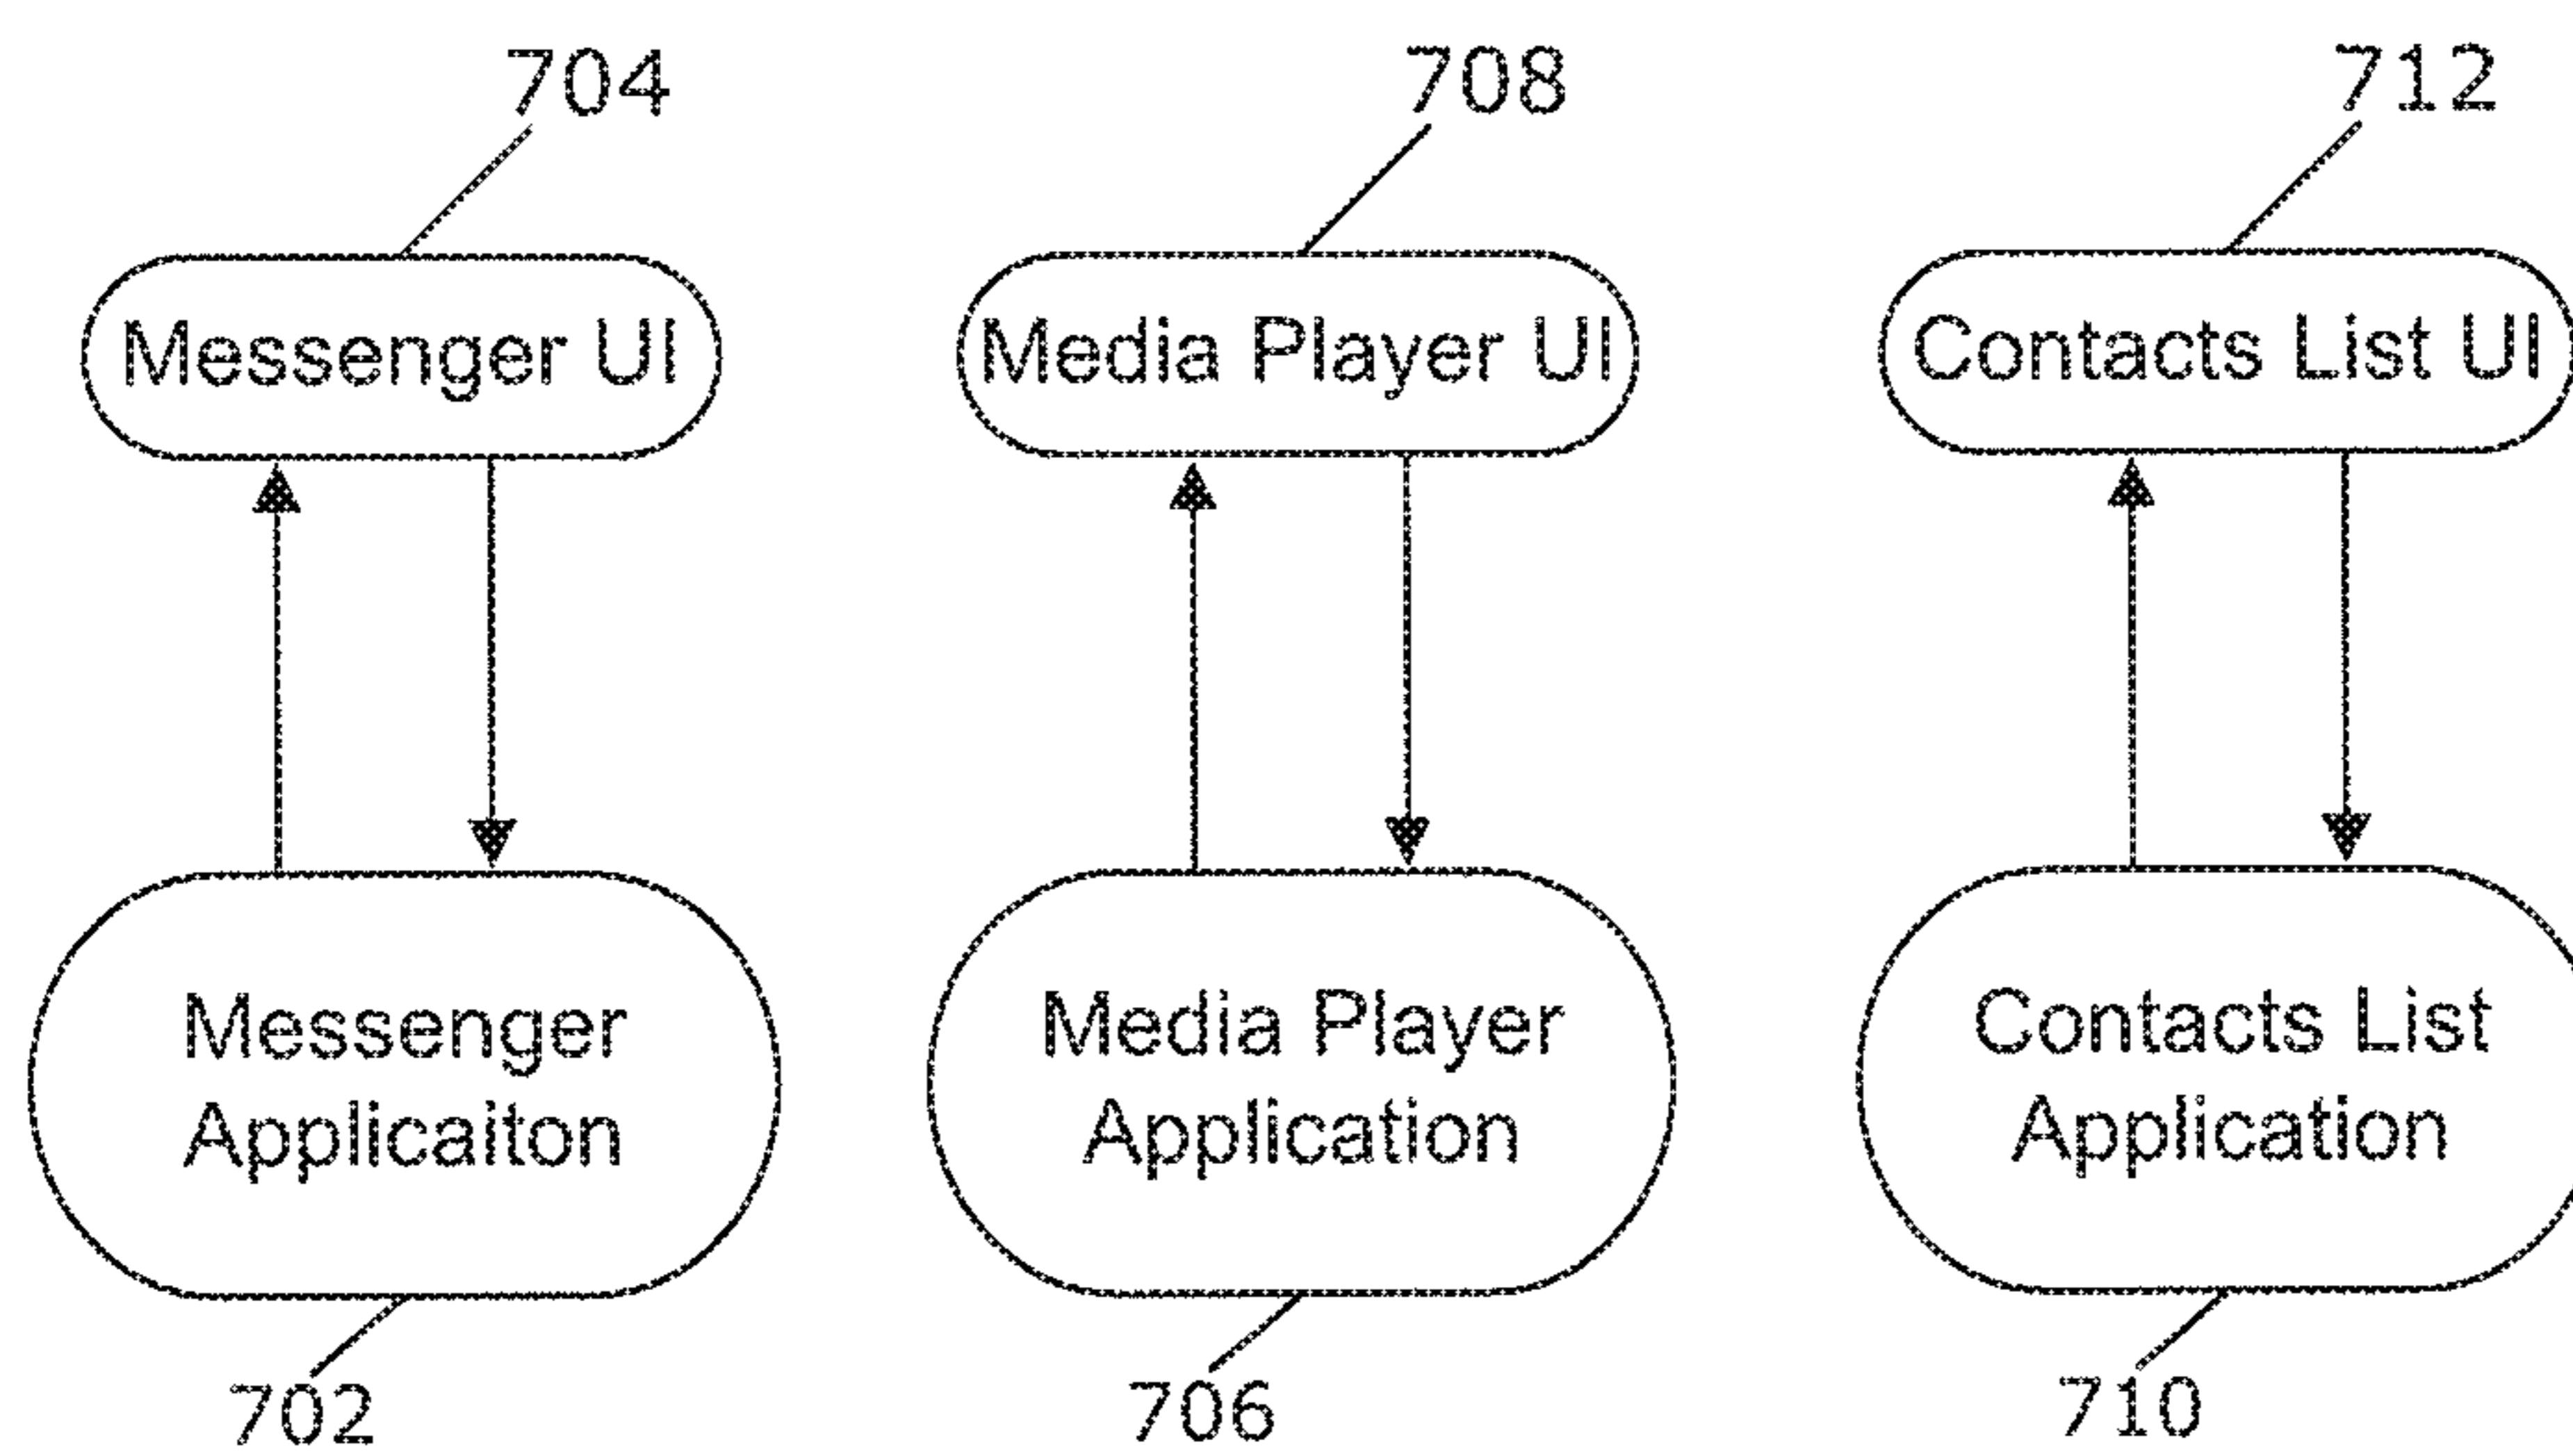 704 708 712
Messenger UI Media Player UI Contacts List UI
Messenger Media Player Contacts List
Applicaiton Application Application
702 706 710